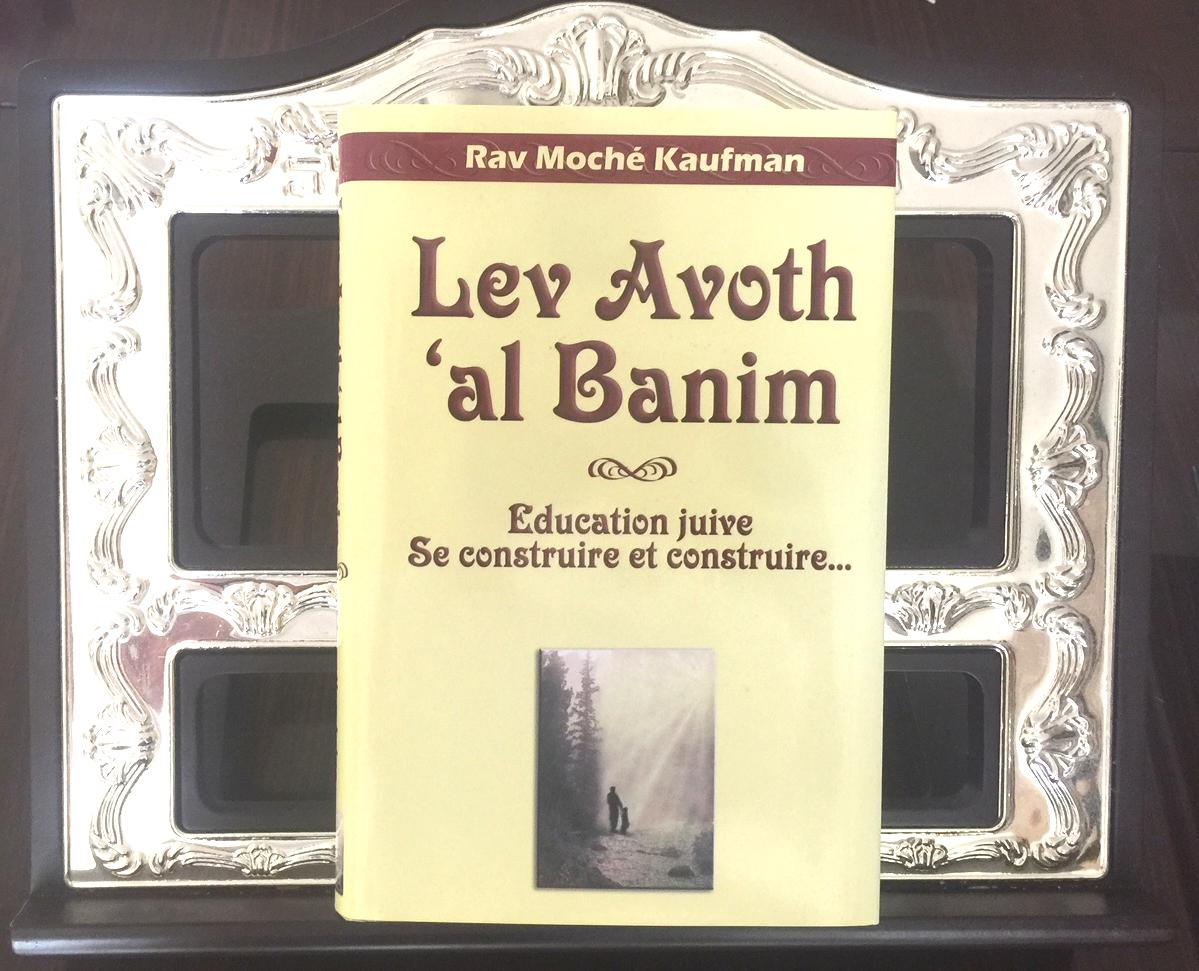 Rav Moché Kaufman
Lev Avoth
‘al Banim
Education juive
Se construire et construire...